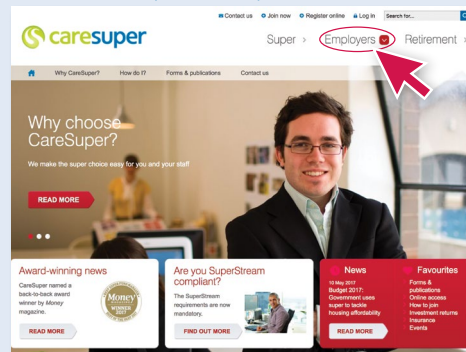 Contact us Join now Register online Log in Search for...
caresuper
Super > Employers Retirement >
Why CareSuper? How do I? Forms & publications Contact us
Why choose
CareSuper?
We make the super choice easy for you and your staff
READ MORE
Award-winning news
CareSuper named a
back-to-back award
winner by Money
magazine.
READ MORE
Money
WINNER
2017
Are you SuperStream
compliant?
The SuperStream
requirements are now
mandatory.
FIND OUT MORE
News
10 May 2017
Budget 2017:
Government uses
super to tackle
housing affordability
READ MORE
Favourites
Forms &
publications
Online access
How to join
Investment returns
Insurance
Events